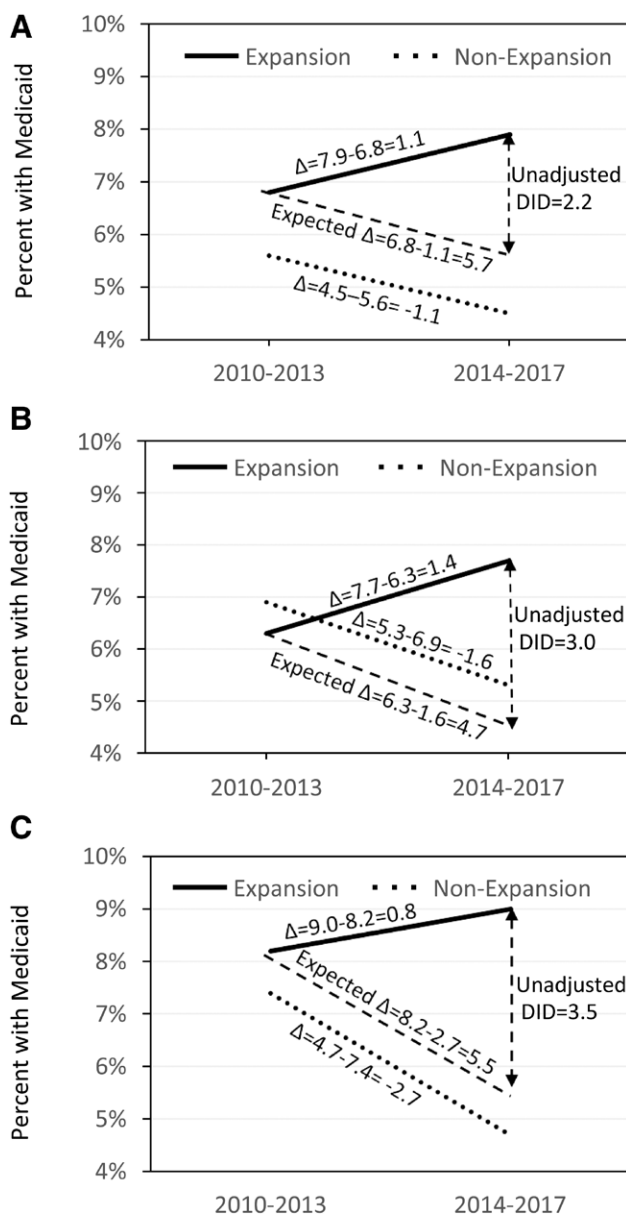 A
Percent with Medicaid
10%
9%
8%
7%
6%
5%
4%
Expansion
Non-Expansion
Δ=7.9-6.8=1.1
Expected Δ=6.8-1.1=5.7
Δ=4.5–5.6= -1.1
Unadjusted
DID=2.2
2010-2013
2014-2017
B
Percent with Medicaid
10%
9%
8%
7%
6%
5%
4%
Expansion
Non-Expansion
Δ=7.7-6.3=1.4
Δ=5.3-6.9= -1.6
Expected Δ=6.3-1.6=4.7
Unadjusted
DID=3.0
2010-2013
2014-2017
C
Percent with Medicaid
10%
9%
8%
7%
6%
5%
4%
Expansion
Non-Expansion
Δ=9.0-8.2=0.8
Expected Δ=8.2-2.7=5.5
Δ=4.7-7.4= -2.7
Unadjusted
DID=3.5
2010-2013
2014-2017